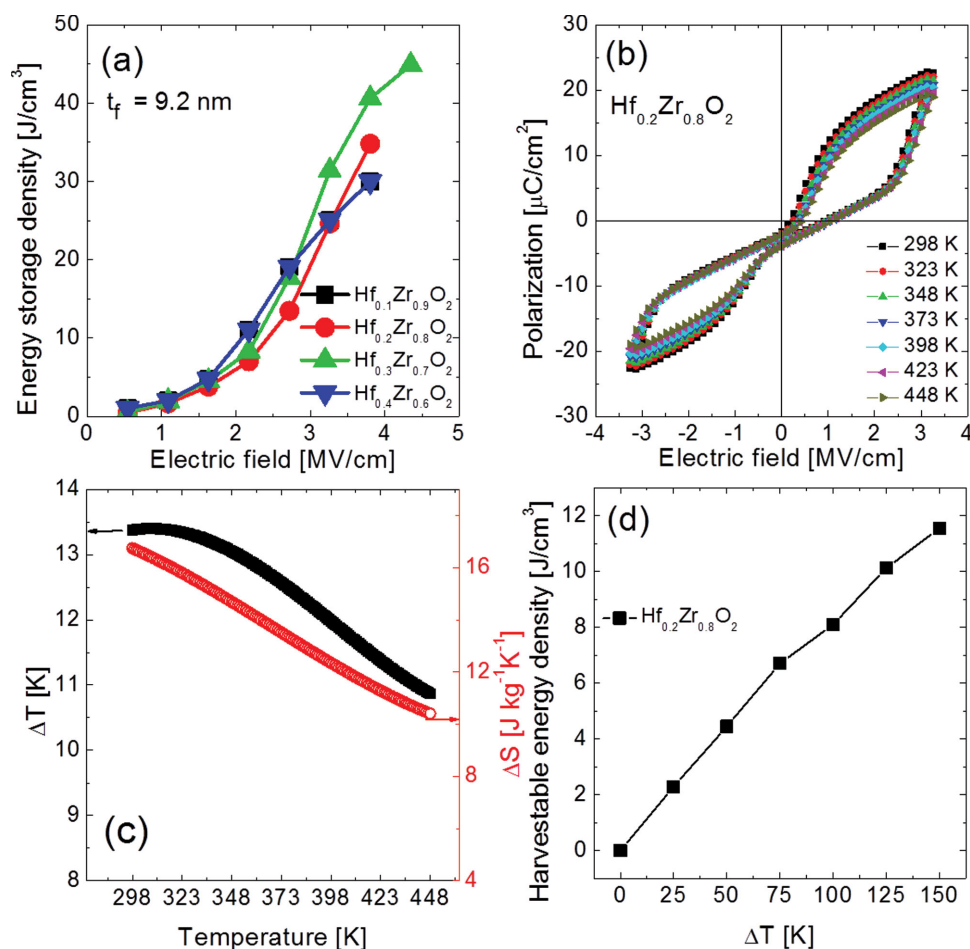 (a)
t_f = 9.2 nm
Energy storage density [J/cm³]
50
40
30
20
10
0
Hf₀.₁Zr₀.₉O₂
Hf₀.₂Zr₀.₈O₂
Hf₀.₃Zr₀.₇O₂
Hf₀.₄Zr₀.₆O₂
0 1 2 3 4 5
Electric field [MV/cm]
(b)
Hf₀.₂Zr₀.₈O₂
Polarization [μC/cm²]
30
20
10
0
-10
-20
-30
298 K
323 K
348 K
373 K
398 K
423 K
448 K
-4 -3 -2 -1 0 1 2 3 4
Electric field [MV/cm]
(c)
ΔT [K]
14
13
12
11
10
9
8
ΔS [J kg⁻¹K⁻¹]
16
12
8
4
298 323 348 373 398 423 448
Temperature [K]
(d)
Hf₀.₂Zr₀.₈O₂
Harvestable energy density [J/cm³]
12
10
8
6
4
2
0
0 25 50 75 100 125 150
ΔT [K]